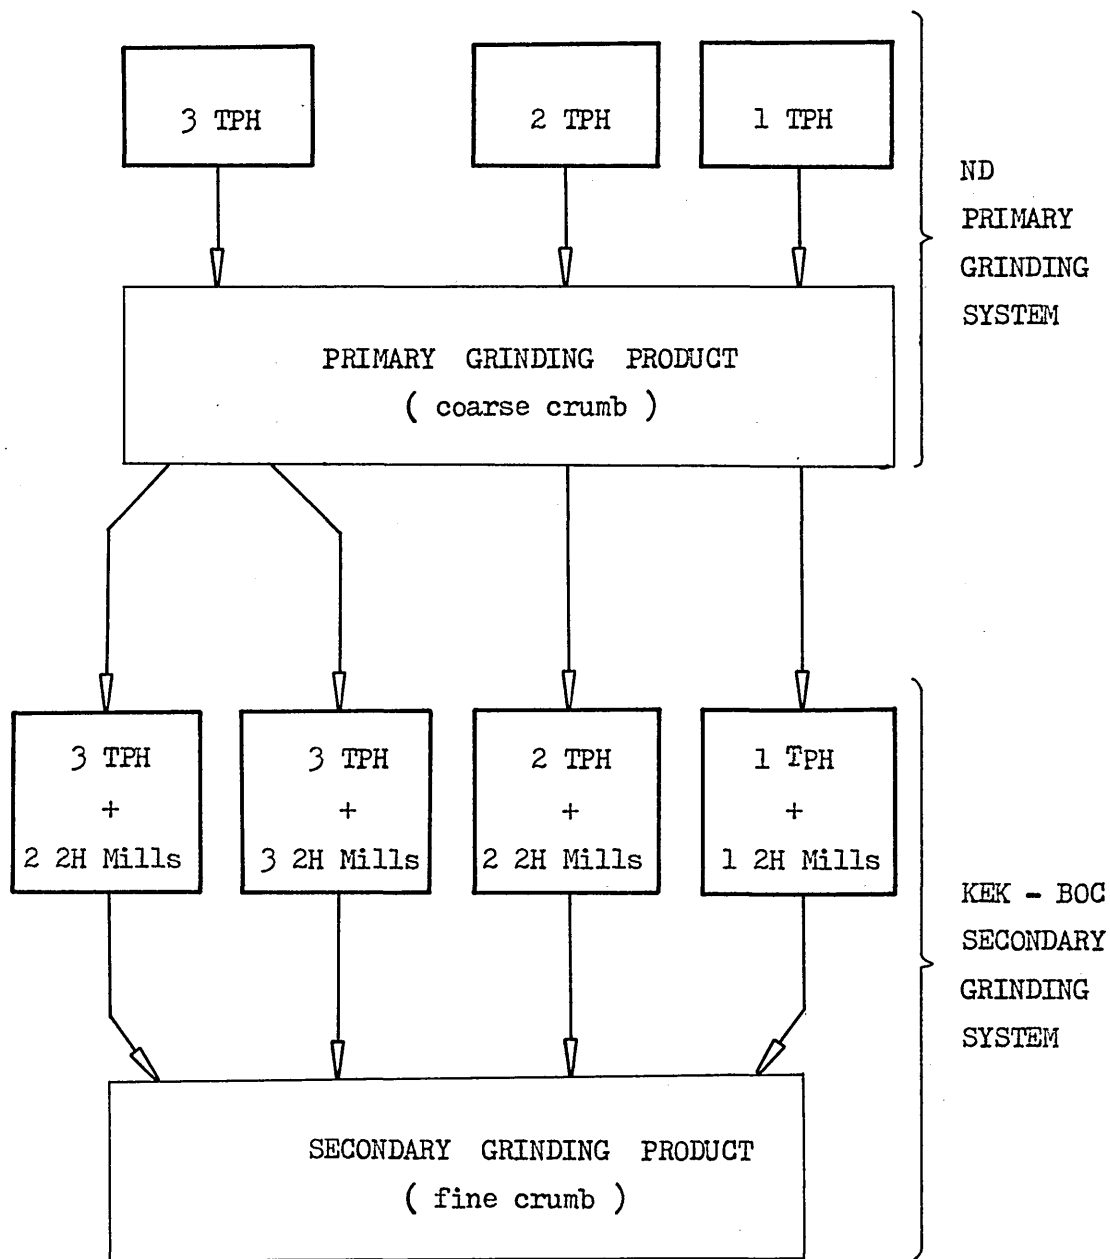 3 TPH
2 TPH
1 TPH
ND
PRIMARY
GRINDING
SYSTEM
PRIMARY GRINDING PRODUCT
( coarse crumb )
3 TPH
+
2 2H Mills
3 TPH
+
3 2H Mills
2 TPH
+
2 2H Mills
1 TPH
+
1 2H Mills
KEK - BOC
SECONDARY
GRINDING
SYSTEM
SECONDARY GRINDING PRODUCT
( fine crumb )